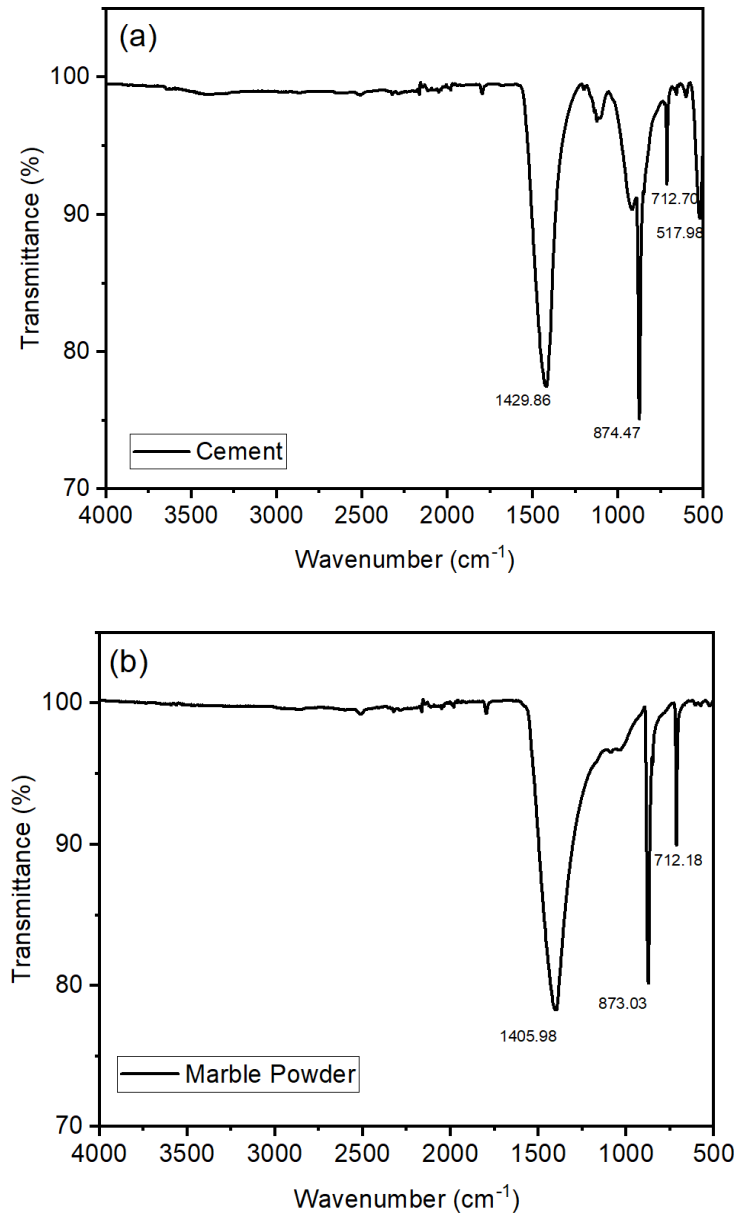 (a)
100
90
80
70
Transmittance (%)
712.70
517.98
1429.86
874.47
Cement
4000 3500 3000 2500 2000 1500 1000 500
Wavenumber (cm⁻¹)
(b)
100
90
80
70
Transmittance (%)
712.18
873.03
1405.98
Marble Powder
4000 3500 3000 2500 2000 1500 1000 500
Wavenumber (cm⁻¹)